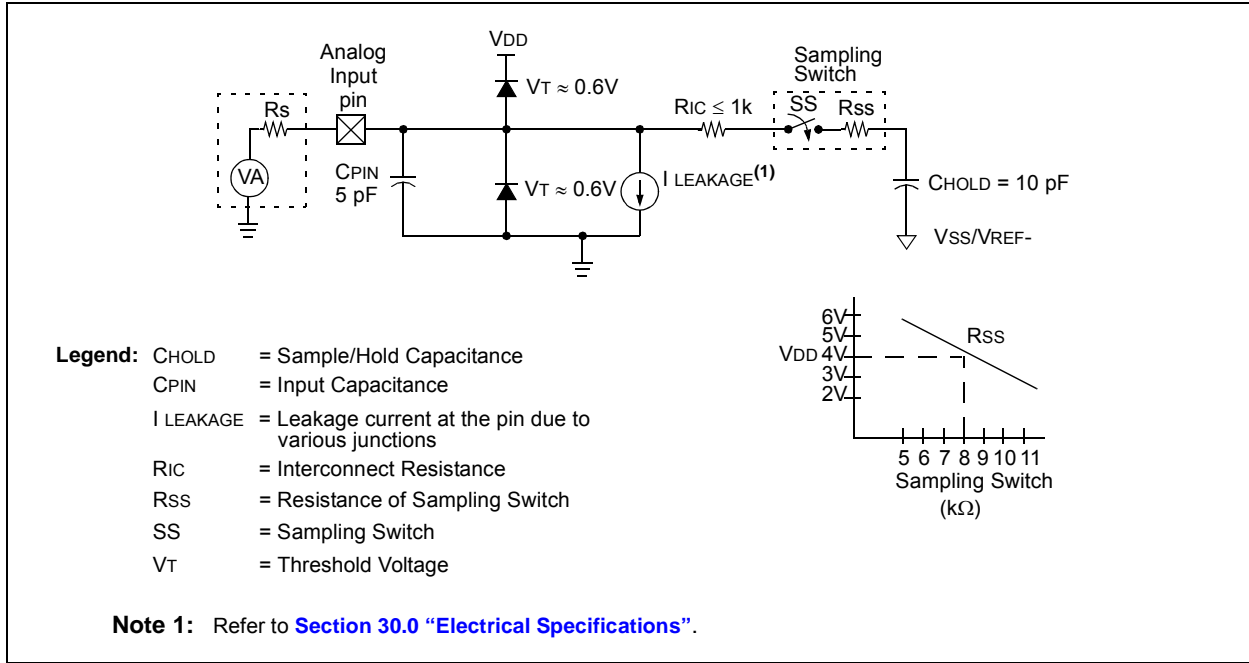 VDD
Analog
Input
pin
Sampling
Switch
Rs
VT ≈ 0.6V
RIC ≤ 1k
SS
Rss
VA
CPIN
5 pF
VT ≈ 0.6V
I LEAKAGE(1)
CHOLD = 10 pF
VSS/VREF-
6V
5V
VDD 4V
3V
2V
RSS
5 6 7 8 9 10 11
Sampling Switch
(kΩ)
Legend: CHOLD = Sample/Hold Capacitance
CPIN = Input Capacitance
I LEAKAGE = Leakage current at the pin due to
various junctions
RIC = Interconnect Resistance
RSS = Resistance of Sampling Switch
SS = Sampling Switch
VT = Threshold Voltage
Note 1: Refer to Section 30.0 “Electrical Specifications”.